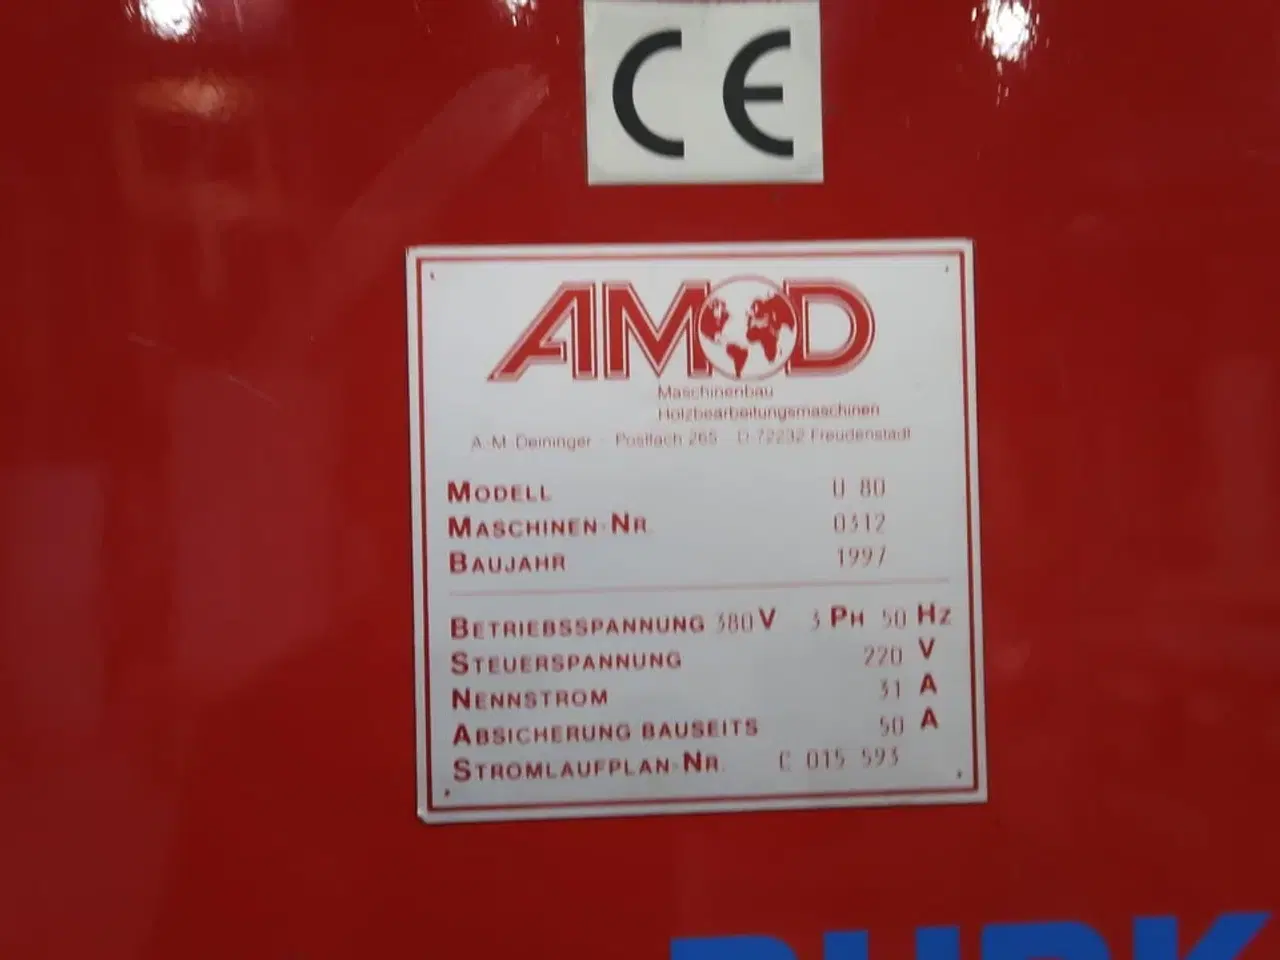 CE
AMOD
Maschinenbau
Holzbearbeitungsmaschinen
A.-M. Deininger - Postfach 265 D-72232 Freudenstadt
MODELL U 80
MASCHINEN-NR. 0312
BAUJAHR 1997
BETRIEBSSPANNUNG 380 V 3 PH 50 HZ
STEUERSPANNUNG 220 V
NENNSTROM 31 A
ABSICHERUNG BAUSEITS 50 A
STROMLAUFPLAN-NR. C 015 593